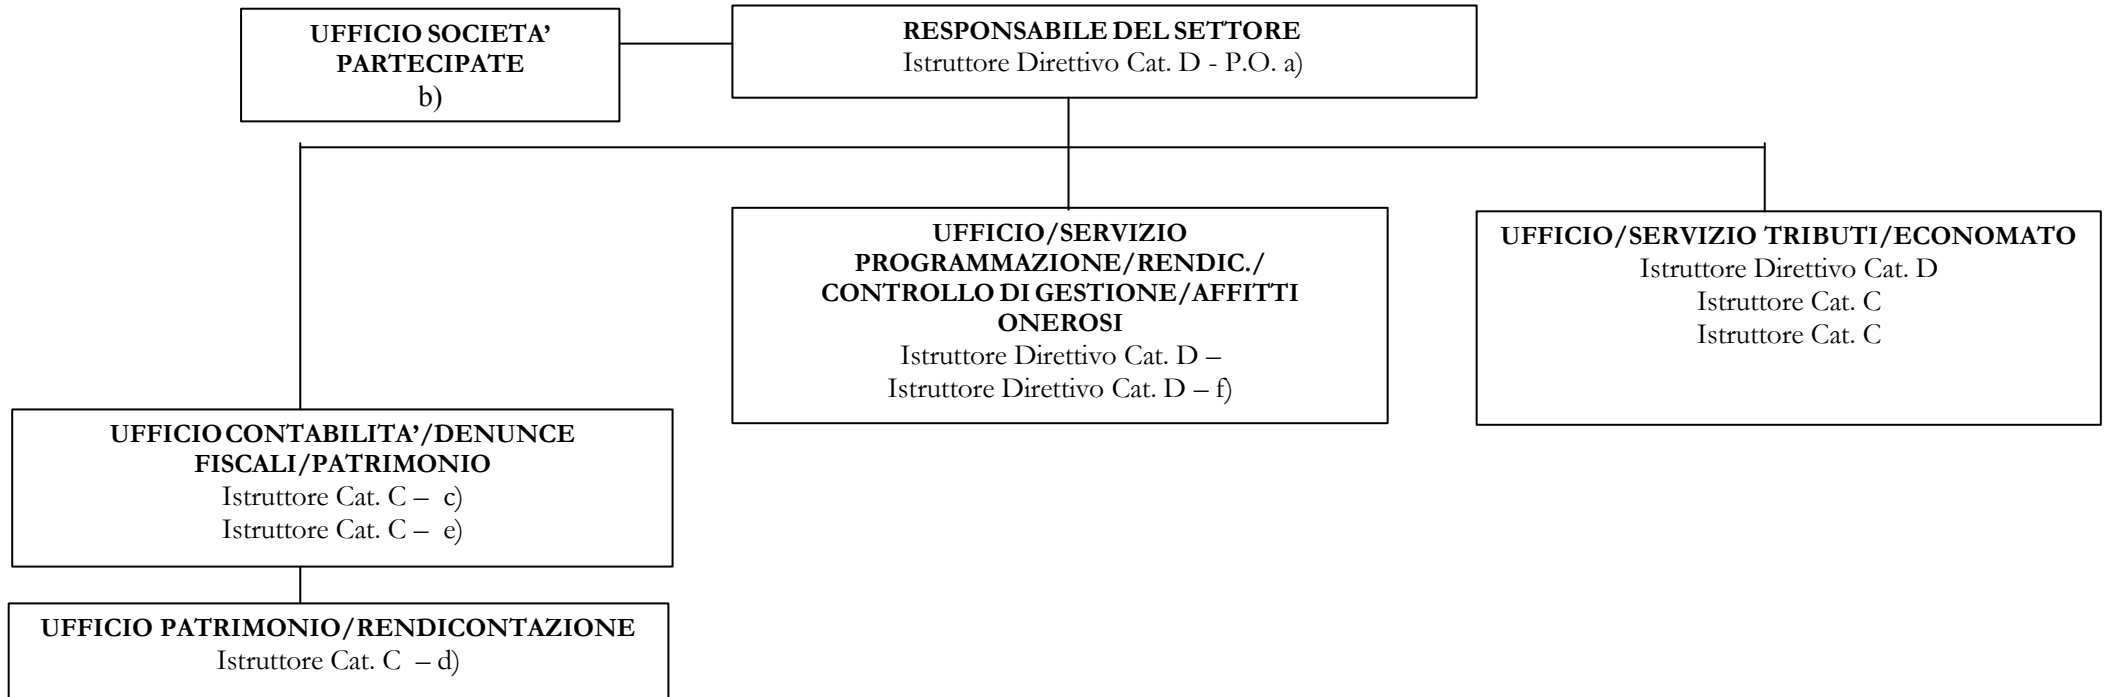 UFFICIO SOCIETA’
PARTECIPATE
b)
RESPONSABILE DEL SETTORE
Istruttore Direttivo Cat. D - P.O. a)
UFFICIO/SERVIZIO
PROGRAMMAZIONE/RENDIC./
CONTROLLO DI GESTIONE/AFFITTI
ONEROSI
Istruttore Direttivo Cat. D –
Istruttore Direttivo Cat. D – f)
UFFICIO/SERVIZIO TRIBUTI/ECONOMATO
Istruttore Direttivo Cat. D
Istruttore Cat. C
Istruttore Cat. C
UFFICIO CONTABILITA’/DENUNCE
FISCALI/PATRIMONIO
Istruttore Cat. C – c)
Istruttore Cat. C – e)
UFFICIO PATRIMONIO/RENDICONTAZIONE
Istruttore Cat. C – d)